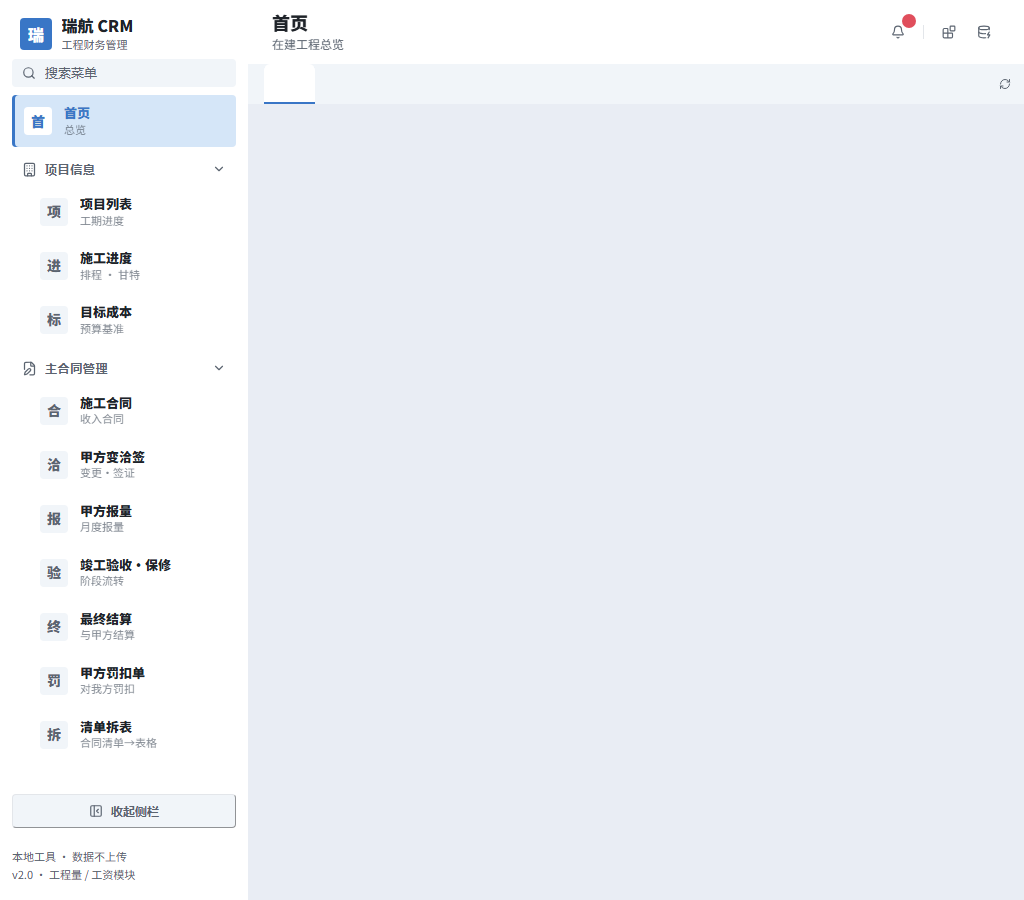 瑞
瑞航 CRM
工程财务管理
搜索菜单
首
首页
总览
项目信息
项
项目列表
工期进度
进
施工进度
排程 · 甘特
标
目标成本
预算基准
主合同管理
合
施工合同
收入合同
洽
甲方变洽签
变更·签证
报
甲方报量
月度报量
验
竣工验收·保修
阶段流转
终
最终结算
与甲方结算
罚
甲方罚扣单
对我方罚扣
拆
清单拆表
合同清单→表格
收起侧栏
本地工具 · 数据不上传
v2.0 · 工程量 / 工资模块
首页
在建工程总览